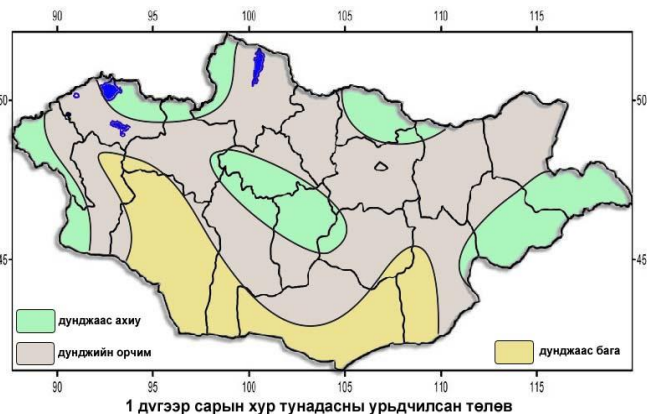 90 95 100 105 110 115
50 50
45 45
дунджаас ахиу
дунджийн орчим
дунджаас бага
90 95 100 105 110 115
1 дүгээр сарын хур тунадасны урьдчилсан төлөв